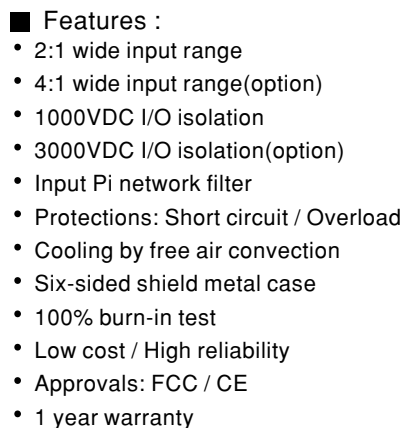 ■ Features :
• 2:1 wide input range
• 4:1 wide input range(option)
• 1000VDC I/O isolation
• 3000VDC I/O isolation(option)
• Input Pi network filter
• Protections: Short circuit / Overload
• Cooling by free air convection
• Six-sided shield metal case
• 100% burn-in test
• Low cost / High reliability
• Approvals: FCC / CE
• 1 year warranty